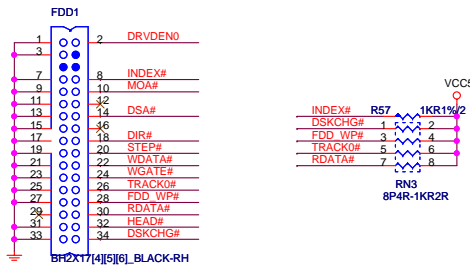 FDD1
1 2 DRVDEN0
3
7 8 INDEX#
9 10 MOA#
11 12
13 14 DSA#
15 16
17 18 DIR#
19 20 STEP#
21 22 WDATA#
23 24 WGATE#
25 26 TRACK0#
27 28 FDD_WP#
29 30 RDATA#
31 32 HEAD#
33 34 DSKCHG#
BH2X17[4][5][6]_BLACK-RH
VCC5
INDEX# R57 1KR1%/2
DSKCHG# 1 2
FDD_WP# 3 4
TRACK0# 5 6
RDATA# 7 8
RN3
8P4R-1KR2R